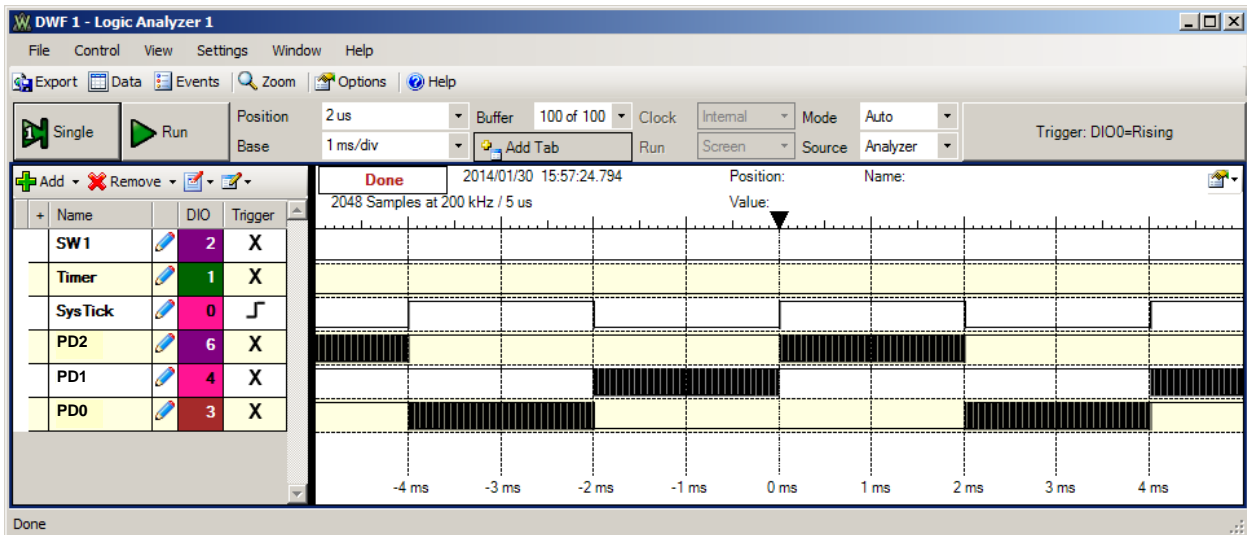 DWF 1 - Logic Analyzer 1
File Control View Settings Window Help
Export Data Events Zoom Options Help
Single Run Position 2 us Buffer 100 of 100 Clock Internal Mode Auto Trigger: DIO0=Rising
Base 1 ms/div Add Tab Run Screen Source Analyzer
Add Remove Done 2014/01/30 15:57:24.794 Position: Name:
2048 Samples at 200 kHz / 5 us Value:
+ Name DIO Trigger
SW1 2 X
Timer 1 X
SysTick 0
PD2 6 X
PD1 4 X
PD0 3 X
-4 ms -3 ms -2 ms -1 ms 0 ms 1 ms 2 ms 3 ms 4 ms
Done